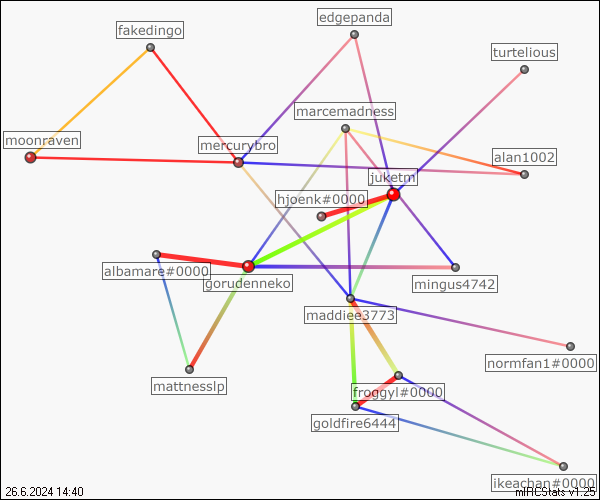 edgepanda
fakedingo
turtelious
marcemadness
moonraven
mercurybro
alan1002
juketn
hjoenk#0000
albamare#0000
gorudenneko
mingus4742
maddiee3773
normfan1#0000
mattnesslp
froggyl#0000
goldfire6444
ikeachan#0000
26.6.2024 14:40
mIRCStats v1.25